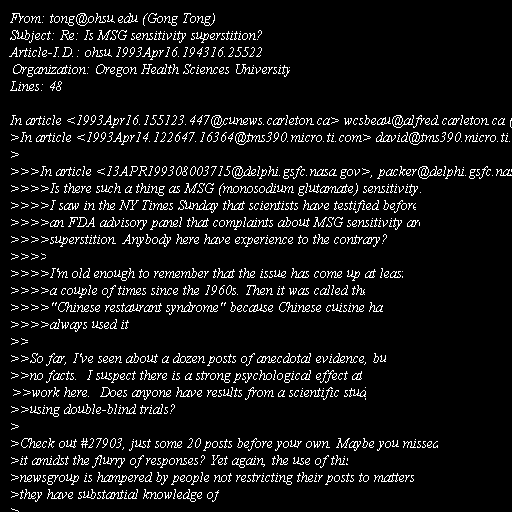 From: tong@ohsu.edu (Gong Tong)
Subject: Re: Is MSG sensitivity superstition?
Article-I.D.: ohsu.1993Apr16.194316.25522
Organization: Oregon Health Sciences University
Lines: 48

In article <1993Apr16.155123.447@cunews.carleton.ca> wcsbeau@alfred.carleton.ca (
>In article <1993Apr14.122647.16364@tms390.micro.ti.com> david@tms390.micro.ti.
>
>>>In article <13APR199308003715@delphi.gsfc.nasa.gov>, packer@delphi.gsfc.nas
>>>>Is there such a thing as MSG (monosodium glutamate) sensitivity.
>>>>I saw in the NY Times Sunday that scientists have testified before
>>>>an FDA advisory panel that complaints about MSG sensitivity ar
>>>>superstition. Anybody here have experience to the contrary?
>>>>
>>>>I'm old enough to remember that the issue has come up at leas
>>>>a couple of times since the 1960s. Then it was called the
>>>>"Chinese restaurant syndrome" because Chinese cuisine ha
>>>>always used it
>>
>>So far, I've seen about a dozen posts of anecdotal evidence, bu
>>no facts.  I suspect there is a strong psychological effect at
>>work here.  Does anyone have results from a scientific stud
>>using double-blind trials?
>
>Check out #27903, just some 20 posts before your own. Maybe you missed
>it amidst the flurry of responses? Yet again, the use of this
>newsgroup is hampered by people not restricting their posts to matters
>they have substantial knowledge of
>